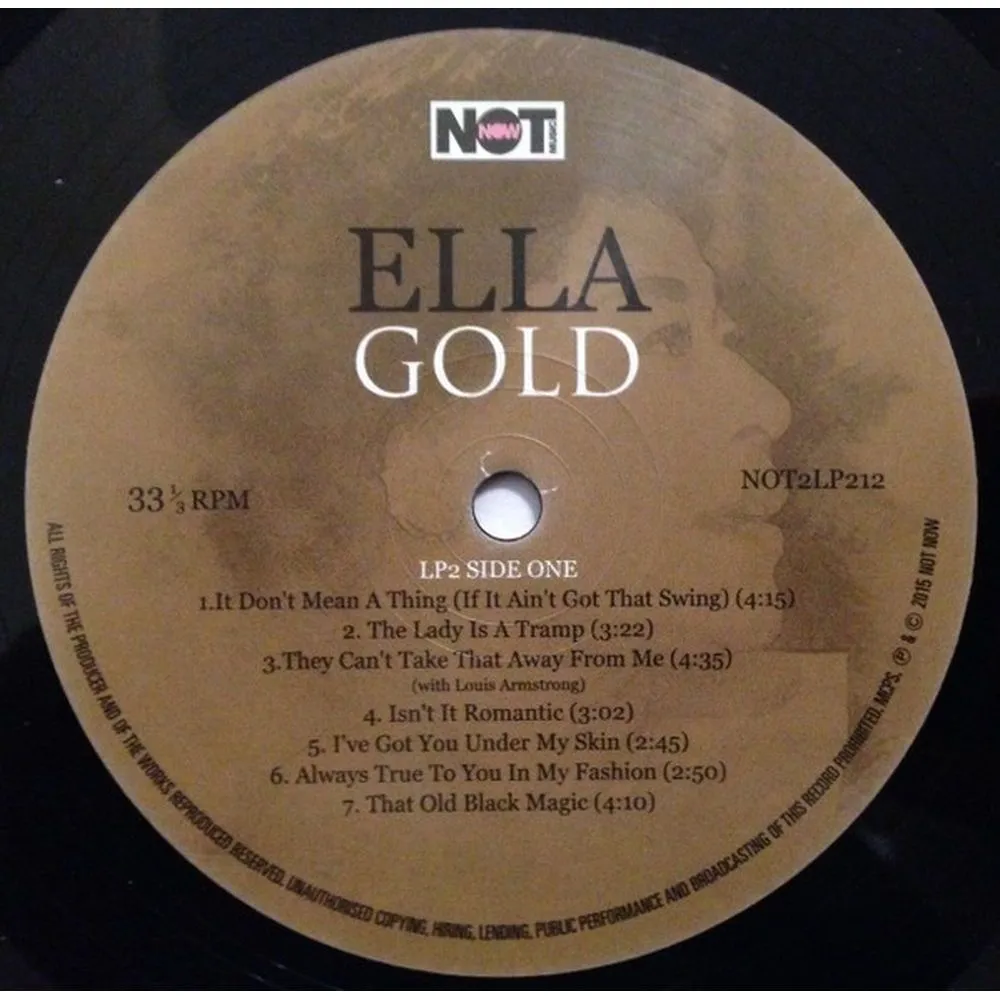 NOT NOW MUSIC
ELLA
GOLD
33 ⅓ RPM
NOT2LP212
LP2 SIDE ONE
1.It Don't Mean A Thing (If It Ain't Got That Swing) (4:15)
2. The Lady Is A Tramp (3:22)
3.They Can't Take That Away From Me (4:35)
(with Louis Armstrong)
4. Isn't It Romantic (3:02)
5. I've Got You Under My Skin (2:45)
6. Always True To You In My Fashion (2:50)
7. That Old Black Magic (4:10)
ALL RIGHTS OF THE PRODUCER AND OF THE WORKS REPRODUCED RESERVED. UNAUTHORISED COPYING, HIRING, LENDING, PUBLIC PERFORMANCE AND BROADCASTING OF THIS RECORD PROHIBITED. MCPS. ℗ & © 2015 NOT NOW